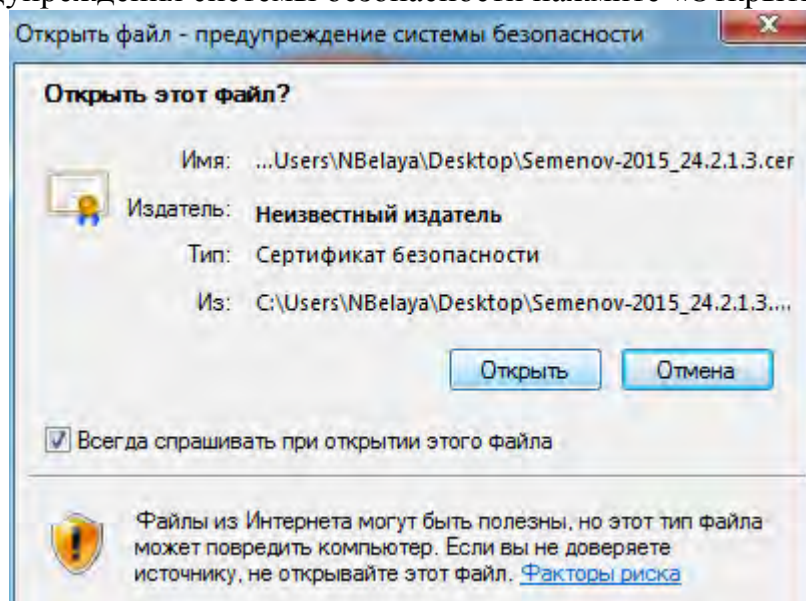 системы безопасности нажмите
Открыть файл - предупреждение системы безопасности
Открыть этот файл?
Имя: ...Users\NBelaya\Desktop\Semenov-2015_24.2.1.3.cer
Издатель: Неизвестный издатель
Тип: Сертификат безопасности
Из: C:\Users\NBelaya\Desktop\Semenov-2015_24.2.1.3....
Открыть Отмена
Всегда спрашивать при открытии этого файла
Файлы из Интернета могут быть полезны, но этот тип файла
может повредить компьютер. Если вы не доверяете
источнику, не открывайте этот файл. Факторы риска